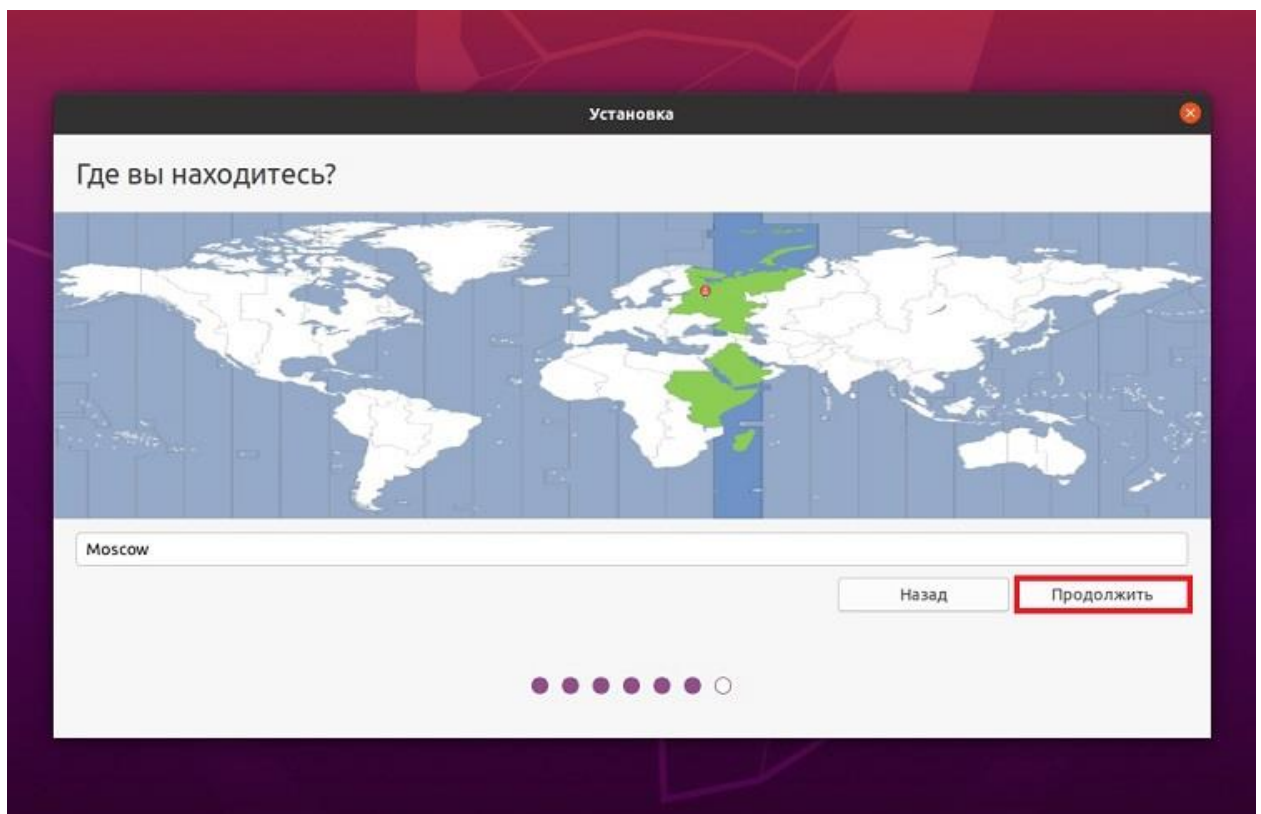 Установка
Где вы находитесь?
Moscow
Назад
Продолжить